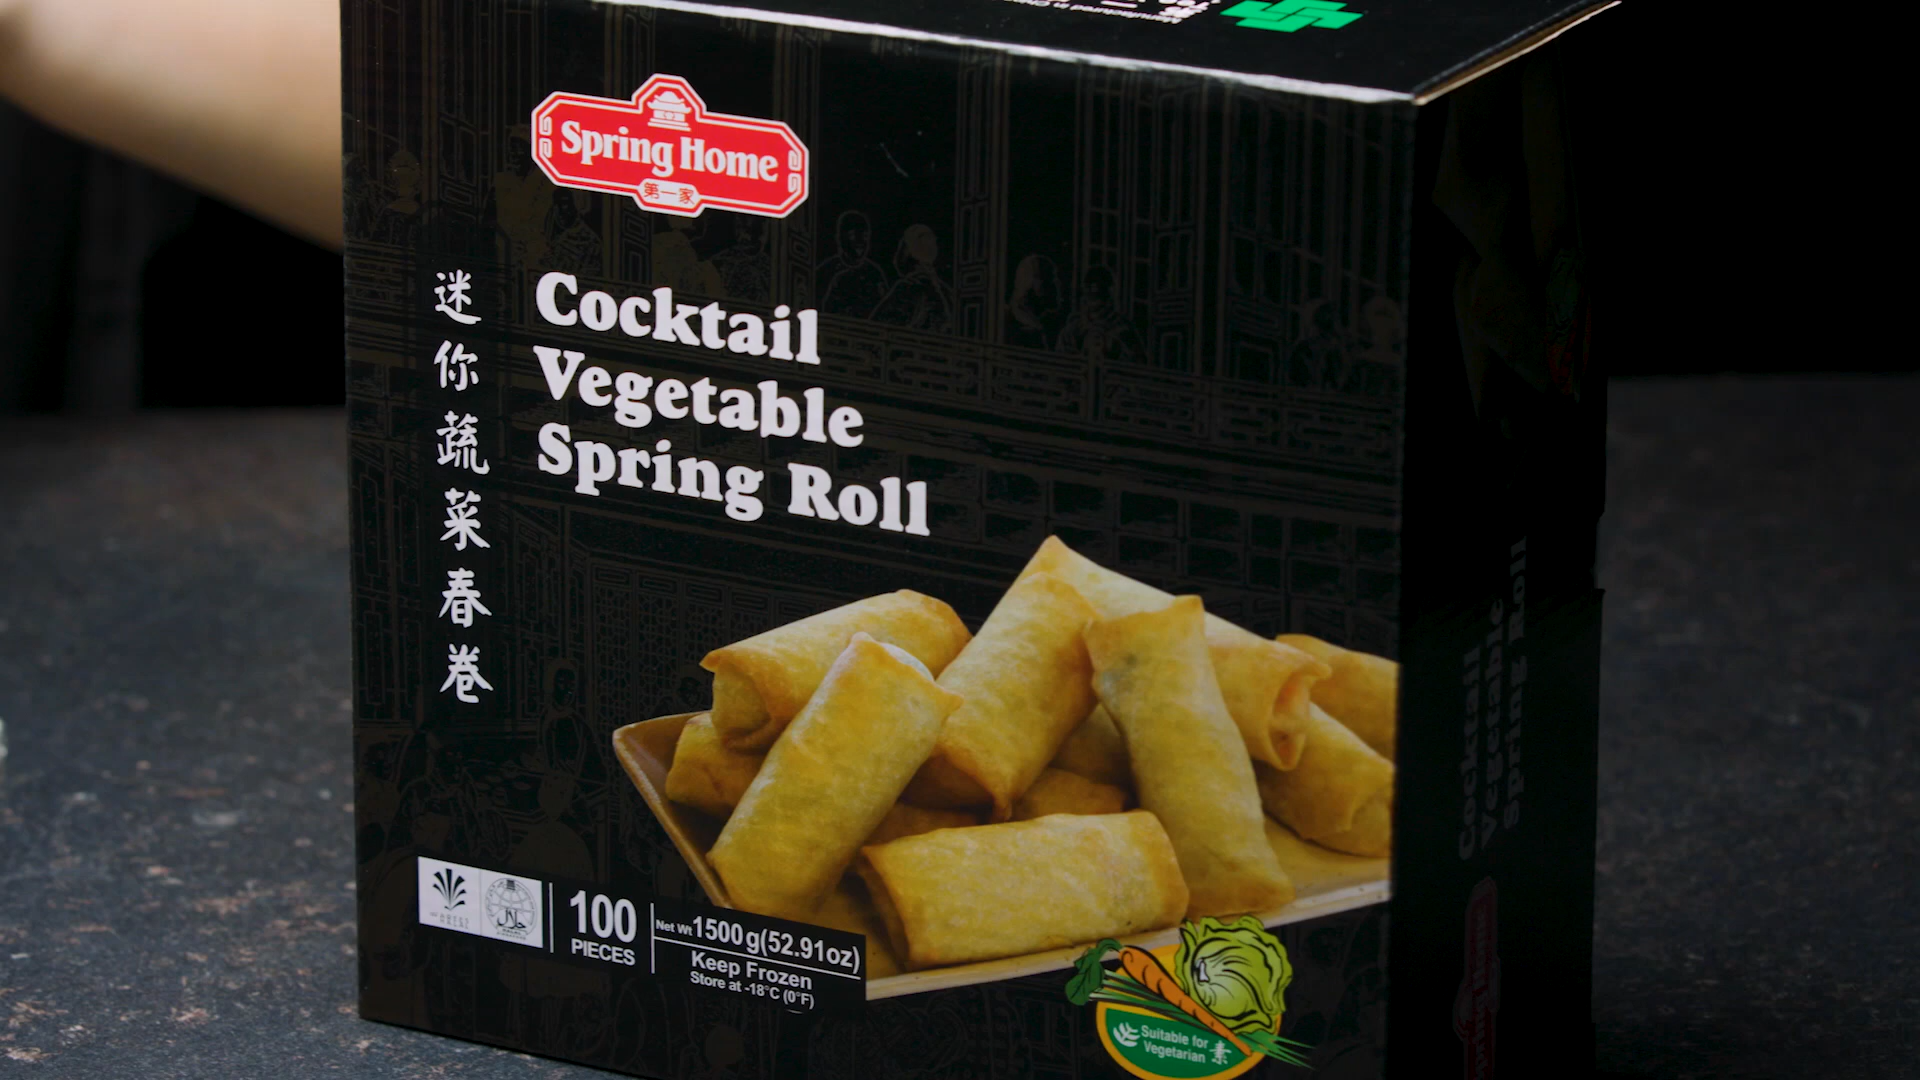 Spring Home
第一家
迷你蔬菜春卷
Cocktail
Vegetable
Spring Roll
100
PIECES
Net Wt 1500g(52.91oz)
Keep Frozen
Store at -18°C (0°F)
Suitable for
Vegetarian
素
Cocktail
Vegetable
Spring Roll